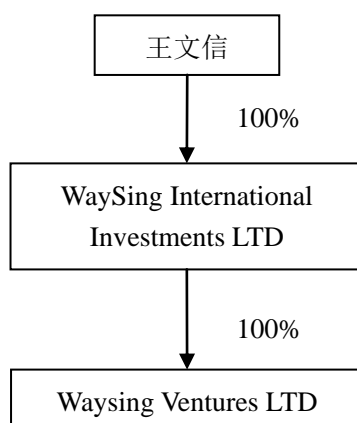 王文信
100%
WaySing International
Investments LTD
100%
Waysing Ventures LTD